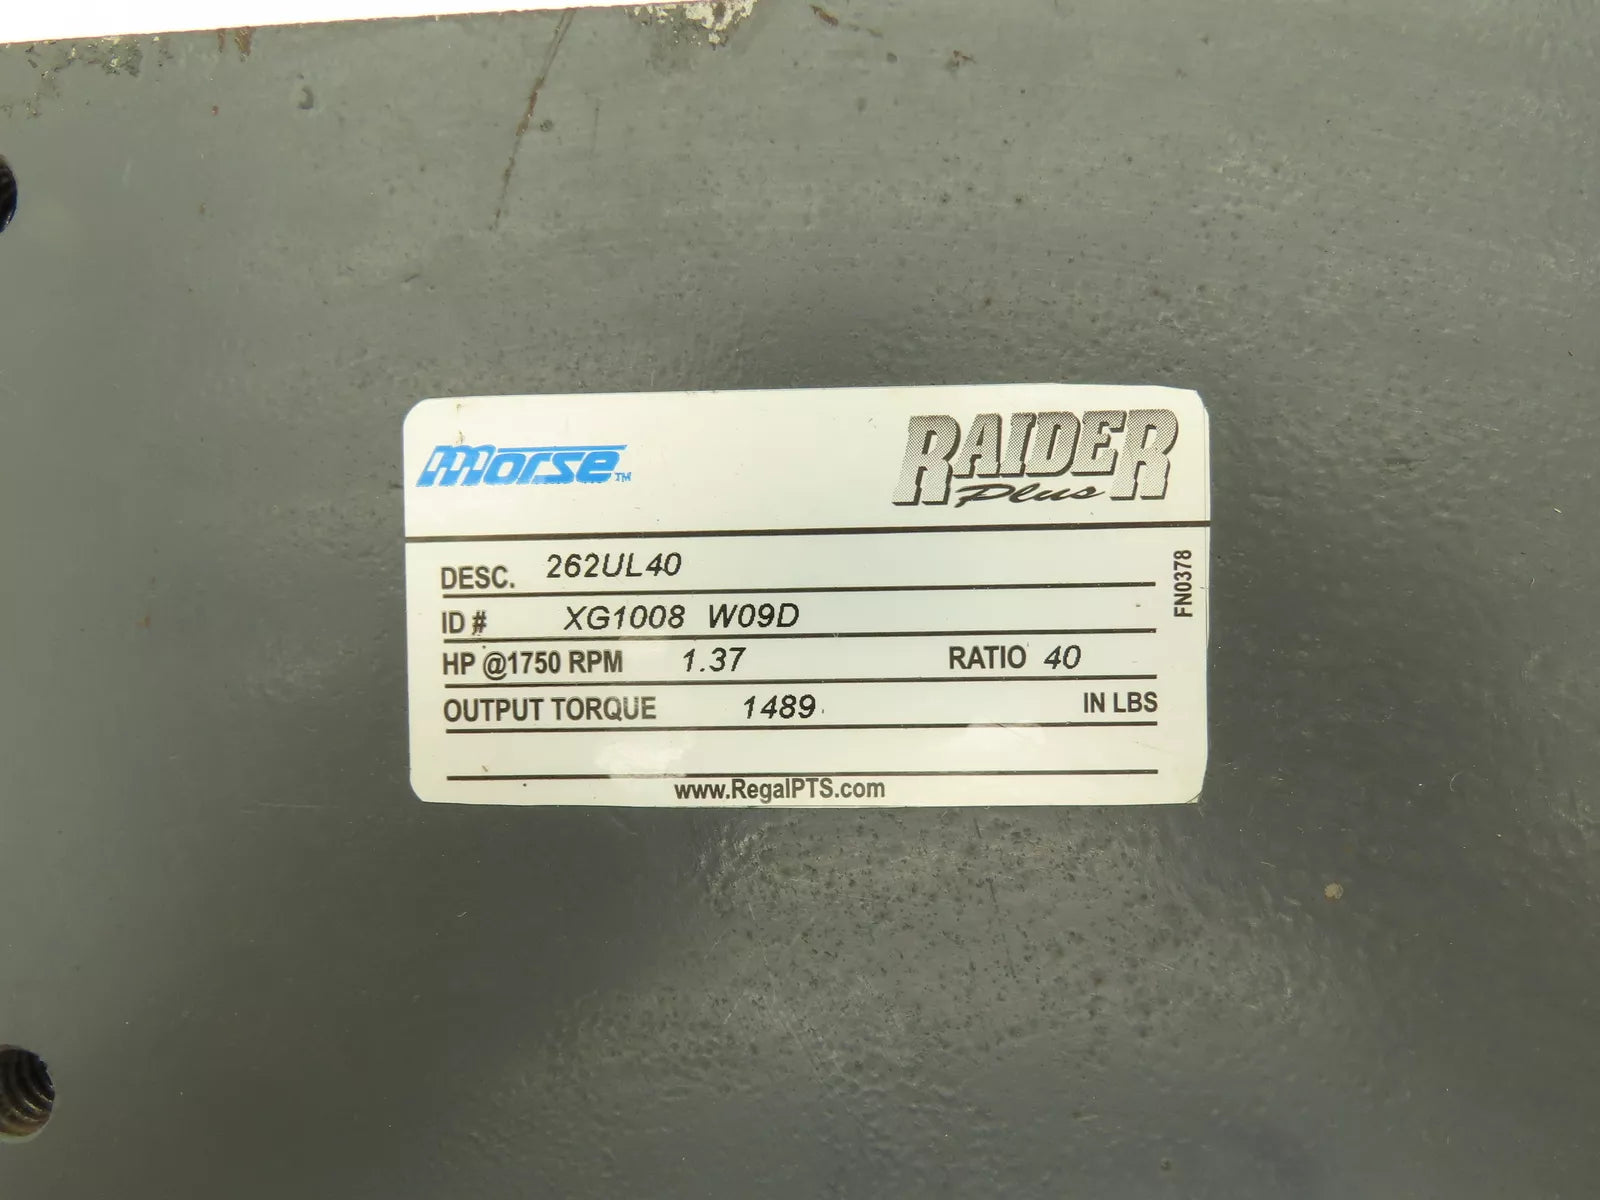 Morse™
RAIDER
Plus
DESC. 262UL40
ID # XG1008 W09D
HP @1750 RPM 1.37 RATIO 40
OUTPUT TORQUE 1489 IN LBS
www.RegalPTS.com
FN0378